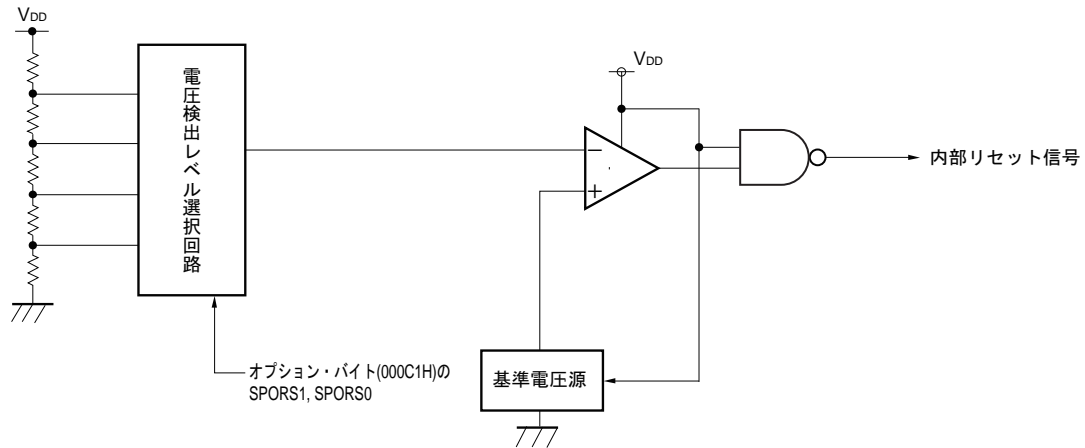 VDD
電圧検出レベル選択回路
VDD
−
+
内部リセット信号
オプション・バイト(000C1H)の
SPORS1, SPORS0
基準電圧源